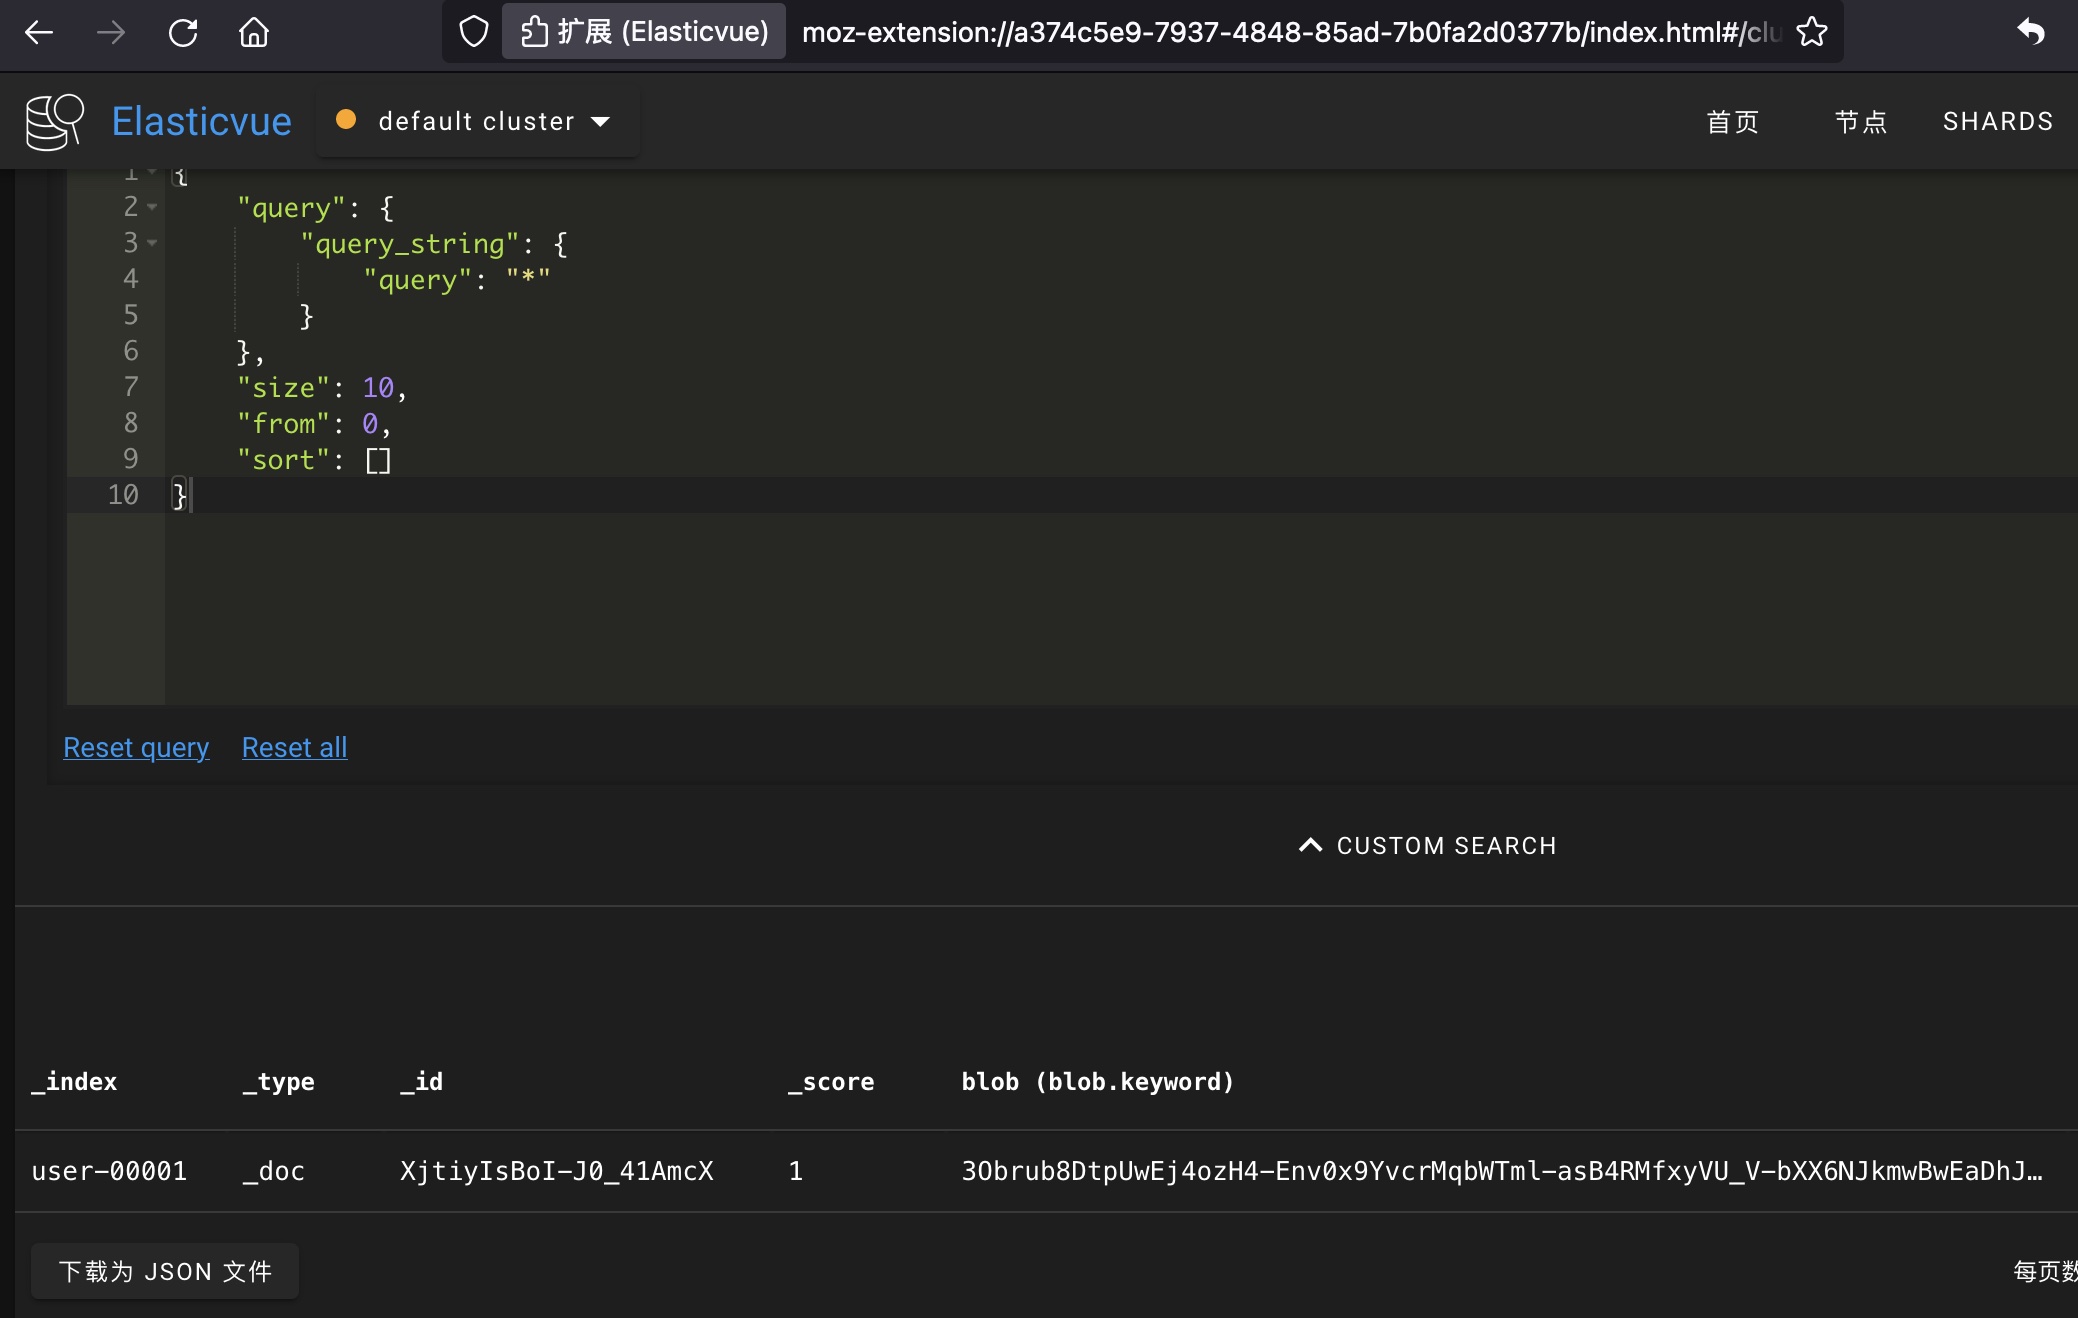 扩展 (Elasticvue) moz-extension://a374c5e9-7937-4848-85ad-7b0fa2d0377b/index.html#/clu
Elasticvue default cluster 首页 节点 SHARDS
1 {
2 "query": {
3 "query_string": {
4 "query": "*"
5 }
6 },
7 "size": 10,
8 "from": 0,
9 "sort": []
10 }
Reset query Reset all
CUSTOM SEARCH
_index _type _id _score blob (blob.keyword)
user-00001 _doc XjtiyIsBoI-J0_41AmcX 1 3Obrub8DtpUwEj4ozH4-Env0x9YvcrMqbWTml-asB4RMfxyVU_V-bXX6NJkmwBwEaDhJ…
下载为 JSON 文件 每页数